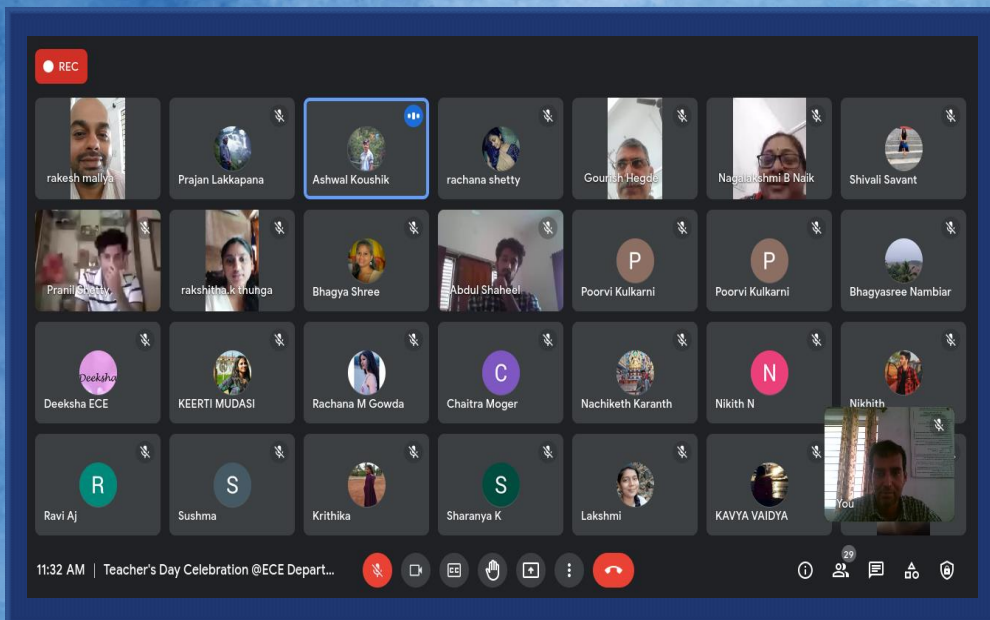 REC
rakesh mallya
Prajan Lakkapana
Ashwal Koushik
rachana shetty
Gourish Hegde
Nagalakshmi B Naik
Shivali Savant
Pranil Shetty
rakshitha.k thunga
Bhagya Shree
Abdul Shaheel
P
Poorvi Kulkarni
P
Poorvi Kulkarni
Bhagyasree Nambiar
Deeksha
Deeksha ECE
KEERTI MUDASI
Rachana M Gowda
C
Chaitra Moger
Nachiketh Karanth
N
Nikith N
Nikhith
R
Ravi Aj
S
Sushma
Krithika
S
Sharanya K
Lakshmi
KAVYA VAIDYA
You
11:32 AM | Teacher's Day Celebration @ECE Depart...
CC
29